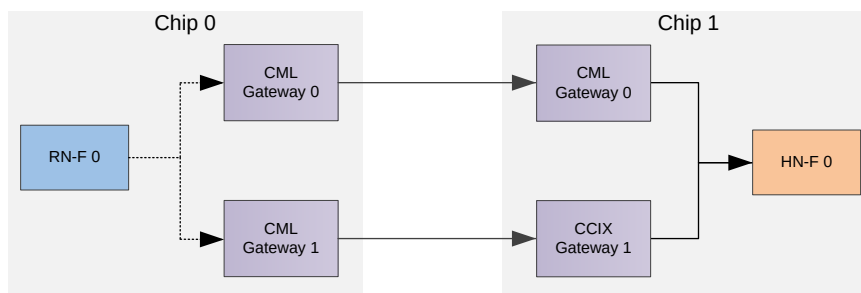 Chip 0
Chip 1
CML
Gateway 0
CML
Gateway 0
RN-F 0
HN-F 0
CML
Gateway 1
CCIX
Gateway 1